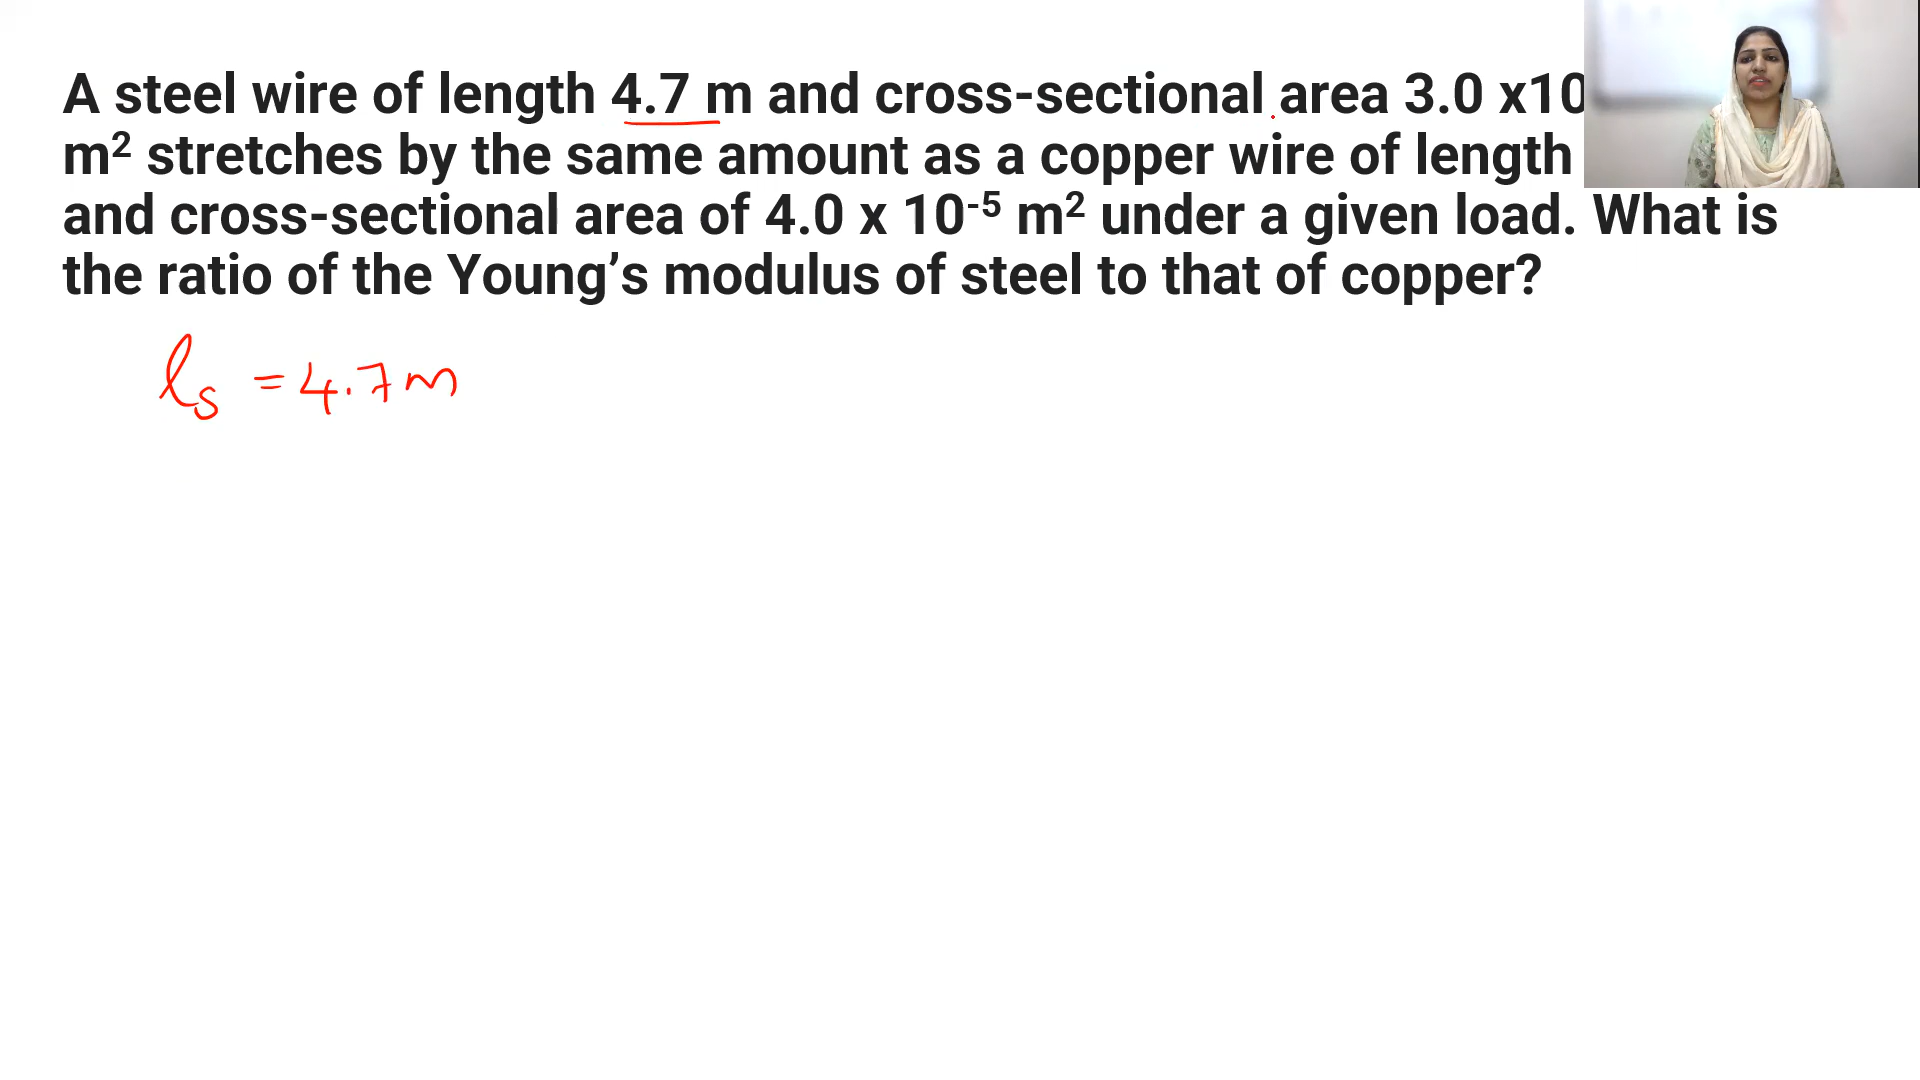 A steel wire of length 4.7 m and cross-sectional area 3.0 x10
m² stretches by the same amount as a copper wire of length
and cross-sectional area of 4.0 x 10⁻⁵ m² under a given load. What is
the ratio of the Young’s modulus of steel to that of copper?
lₛ = 4.7 m